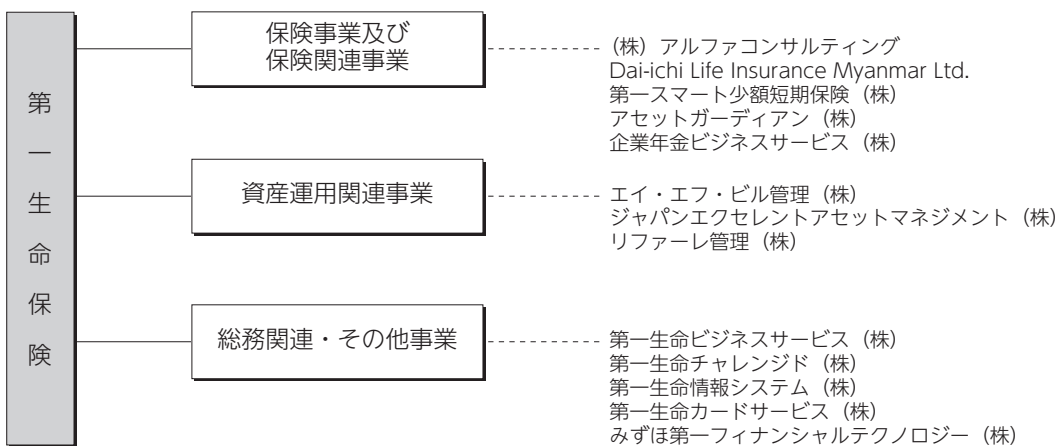 第一生命保険
保険事業及び
保険関連事業
(株)アルファコンサルティング
Dai-ichi Life Insurance Myanmar Ltd.
第一スマート少額短期保険(株)
アセットガーディアン(株)
企業年金ビジネスサービス(株)
資産運用関連事業
エイ・エフ・ビル管理(株)
ジャパンエクセレントアセットマネジメント(株)
リファーレ管理(株)
総務関連・その他事業
第一生命ビジネスサービス(株)
第一生命チャレンジド(株)
第一生命情報システム(株)
第一生命カードサービス(株)
みずほ第一フィナンシャルテクノロジー(株)